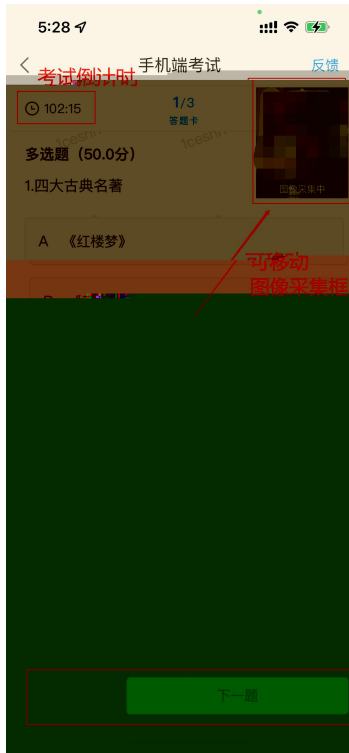 5:28
手机端考试
反馈
考试倒计时
102:15
1/3
答题卡
1ceshi
1ceshi
多选题（50.0分）
图像采集中
1.四大古典名著
A 《红楼梦》
可移动
图像采集框
下一题